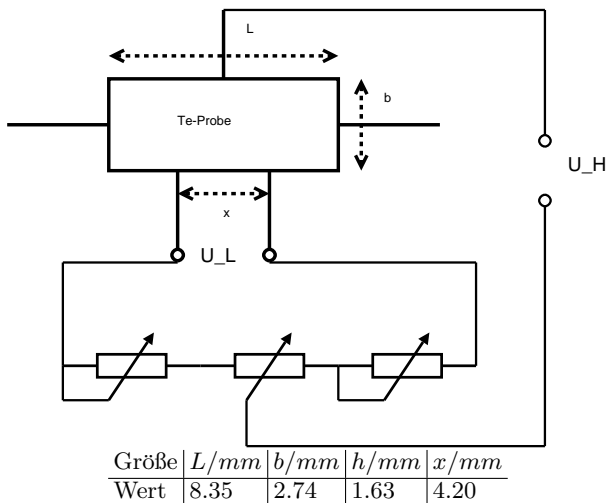 L
b
Te-Probe
U_H
x
U_L
Größe L/mm b/mm h/mm x/mm
Wert 8.35 2.74 1.63 4.20